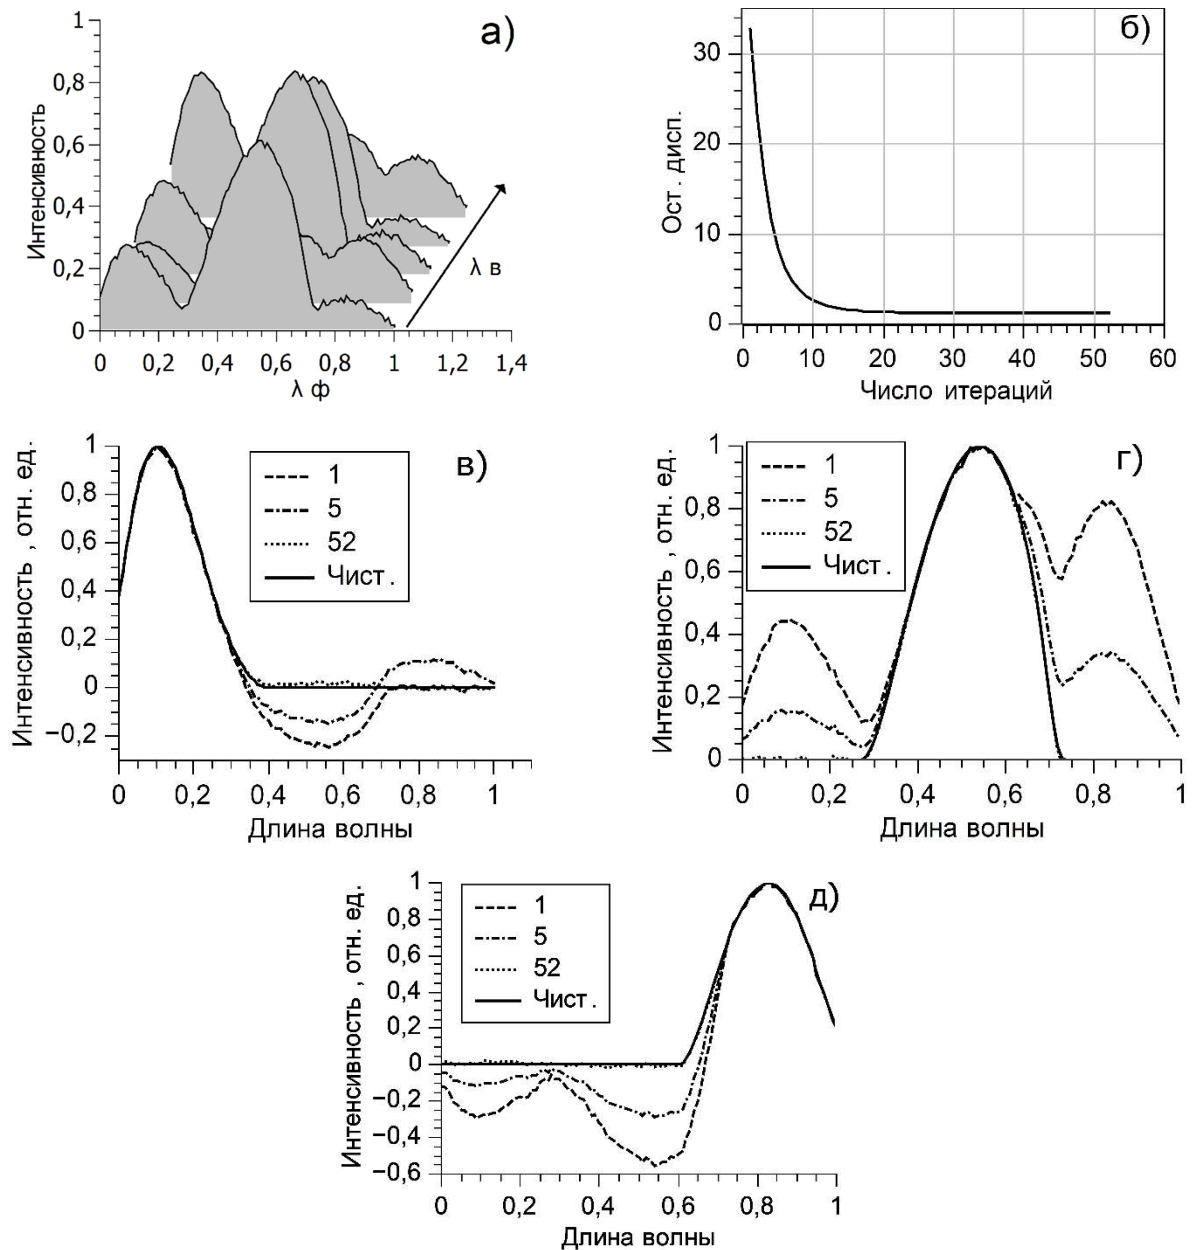 а)
Интенсивность
1
0,8
0,6
0,4
0,2
0
0 0,2 0,4 0,6 0,8 1 1,2 1,4
λ ф
λ в
б)
Ост. дисп.
30
20
10
0
0 10 20 30 40 50 60
Число итераций
в)
Интенсивность , отн. ед.
1
0,8
0,6
0,4
0,2
0
−0,2
1
5
52
Чист .
0 0,2 0,4 0,6 0,8 1
Длина волны
г)
Интенсивность , отн. ед.
1
0,8
0,6
0,4
0,2
0
1
5
52
Чист .
0 0,2 0,4 0,6 0,8 1
Длина волны
д)
Интенсивность , отн. ед.
1
0,8
0,6
0,4
0,2
0
−0,2
−0,4
−0,6
1
5
52
Чист .
0 0,2 0,4 0,6 0,8 1
Длина волны